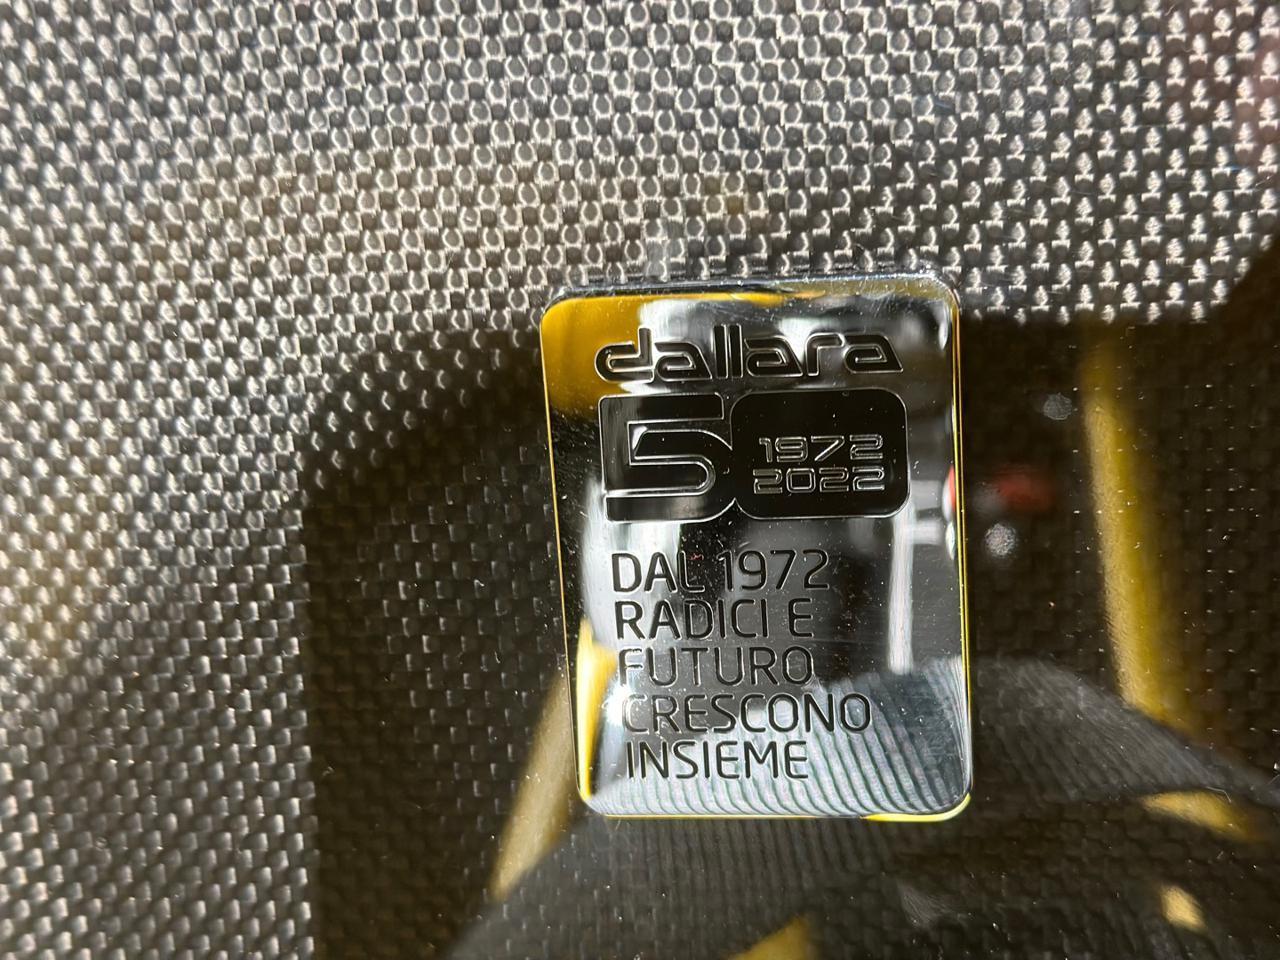 dallara
50 1972
2022
DAL 1972
RADICI E
FUTURO
CRESCONO
INSIEME